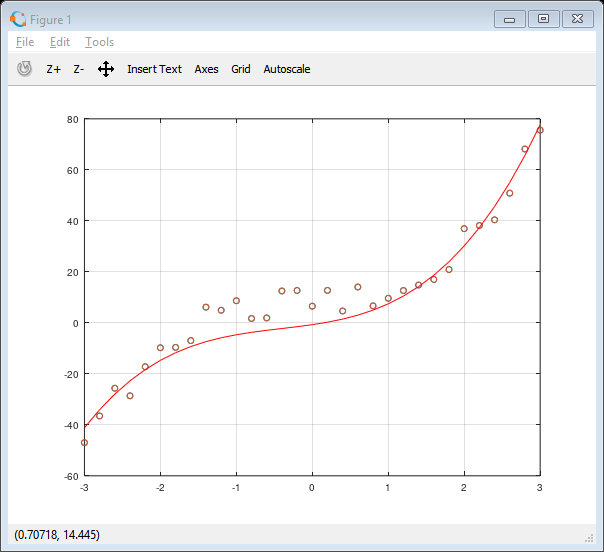 Figure 1
File Edit Tools
Z+ Z- Insert Text Axes Grid Autoscale
80
60
40
20
0
-20
-40
-60
-3 -2 -1 0 1 2 3
(0.70718, 14.445)